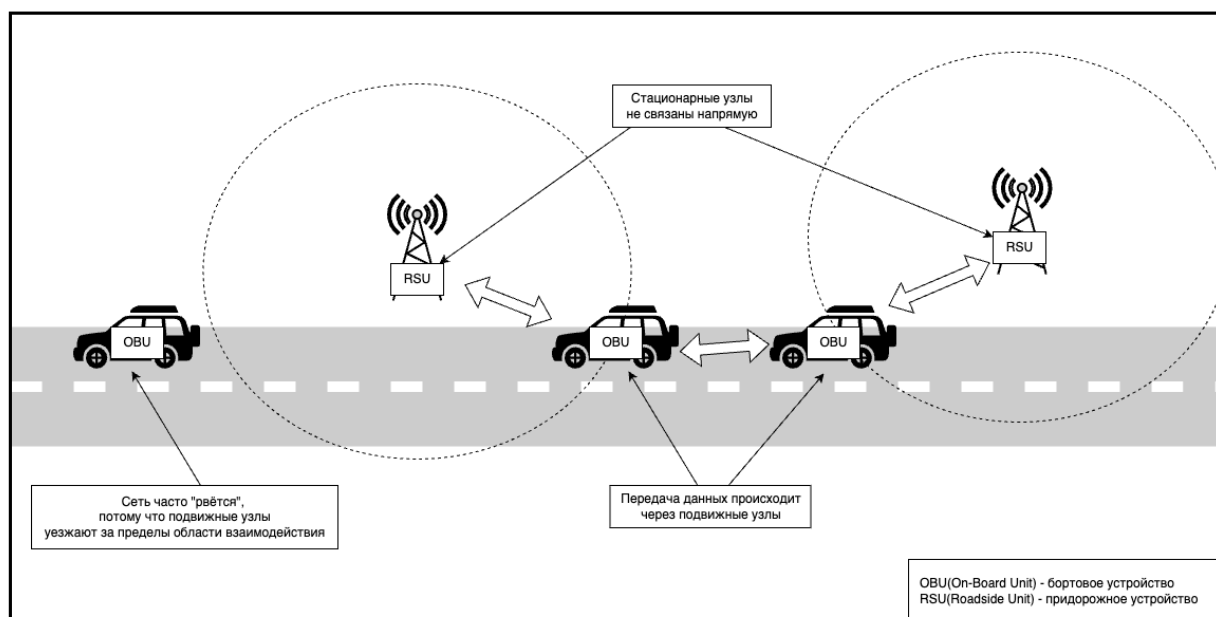 Стационарные узлы
не связаны напрямую
RSU
RSU
OBU
OBU
OBU
Сеть часто "рвётся",
потому что подвижные узлы
уезжают за пределы области взаимодействия
Передача данных происходит
через подвижные узлы
OBU(On-Board Unit) - бортовое устройство
RSU(Roadside Unit) - придорожное устройство